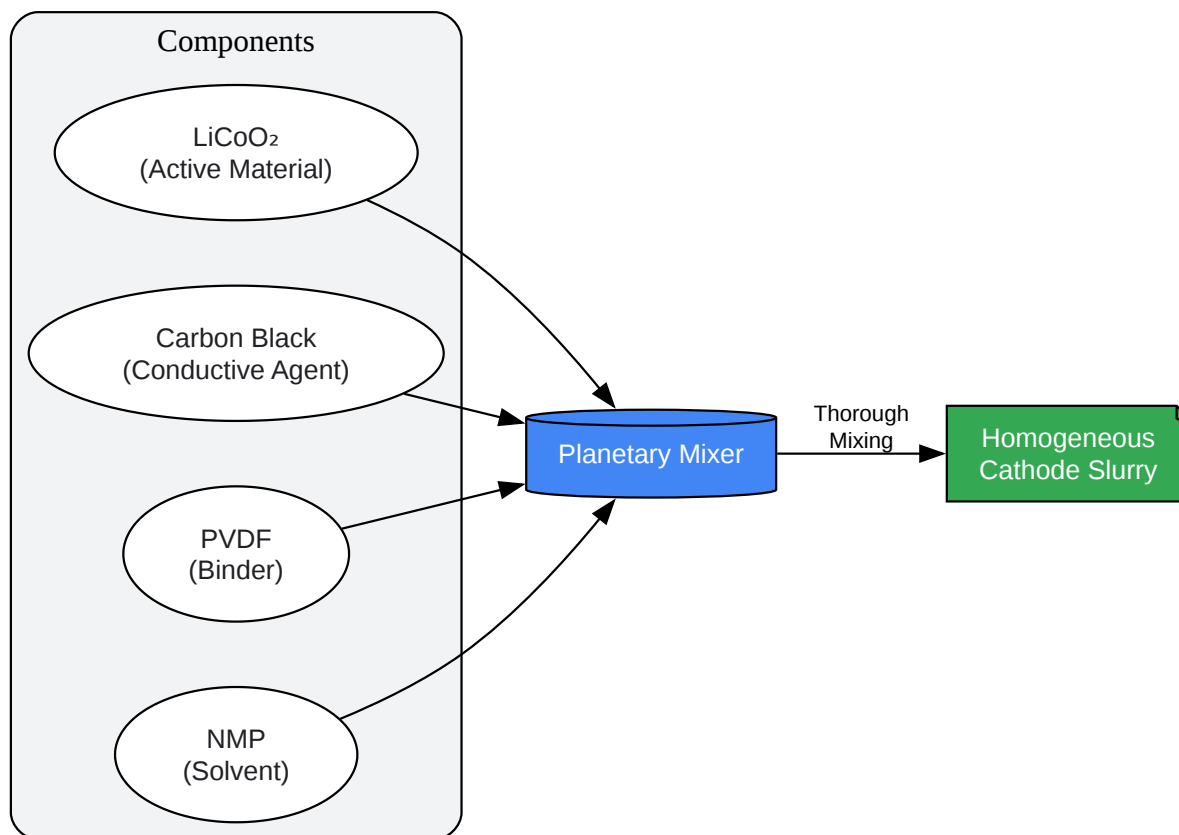 Components
LiCoO₂
(Active Material)
Carbon Black
(Conductive Agent)
PVDF
(Binder)
NMP
(Solvent)
Planetary Mixer
Thorough
Mixing
Homogeneous
Cathode Slurry